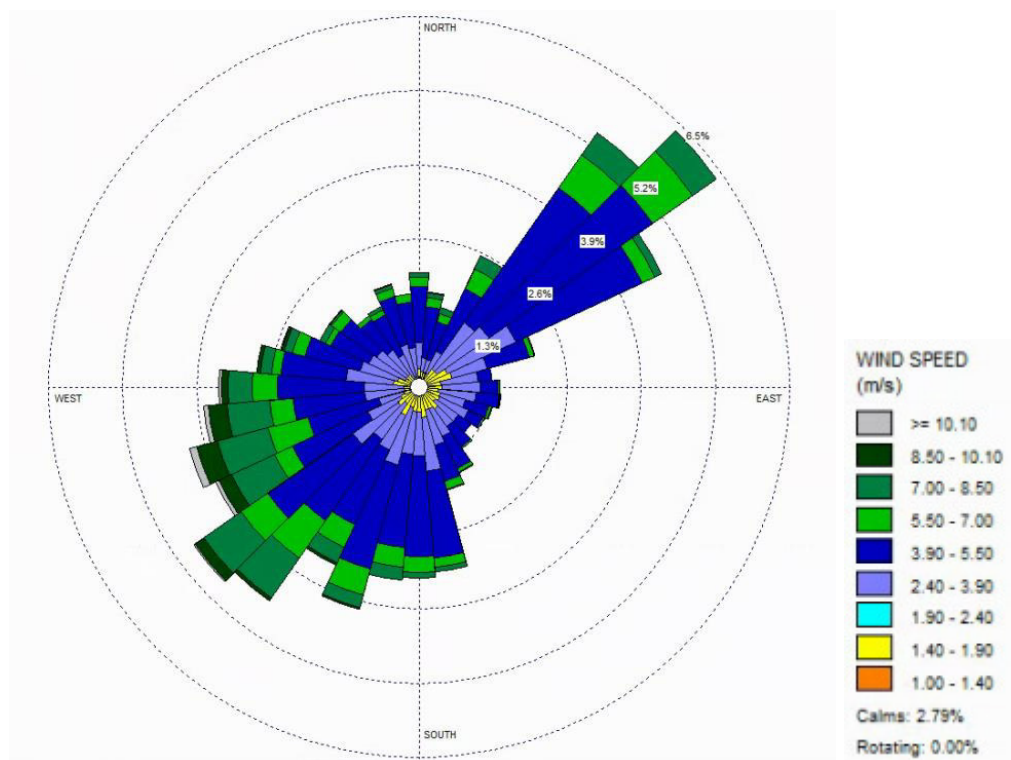 NORTH
6.5%
5.2%
3.9%
2.6%
1.3%
WEST
EAST
SOUTH
WIND SPEED
(m/s)
>= 10.10
8.50 - 10.10
7.00 - 8.50
5.50 - 7.00
3.90 - 5.50
2.40 - 3.90
1.90 - 2.40
1.40 - 1.90
1.00 - 1.40
Calms: 2.79%
Rotating: 0.00%